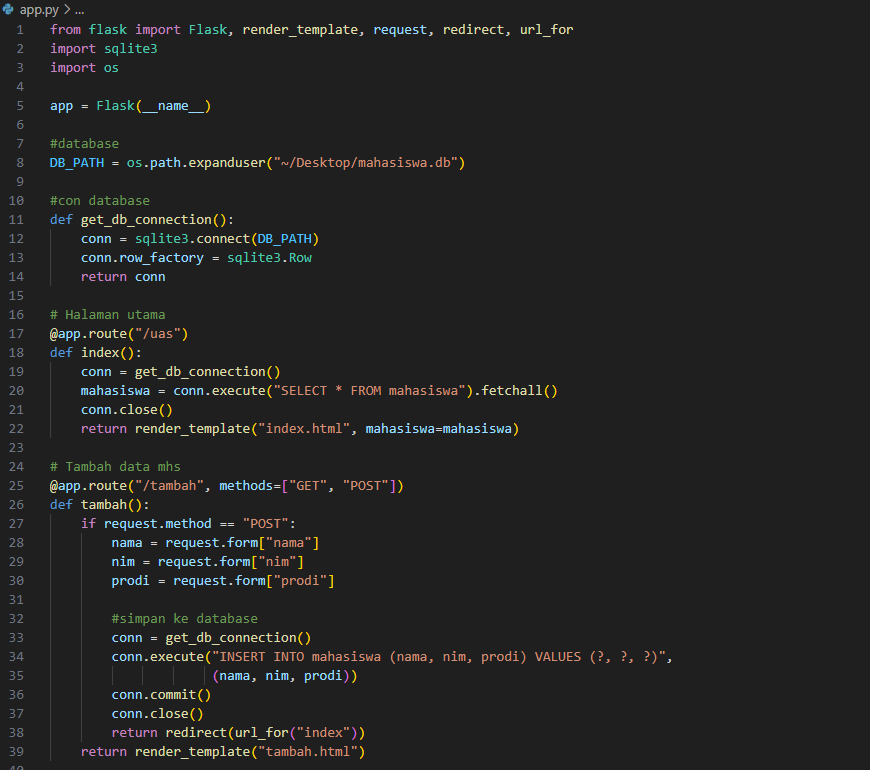 app.py > ...
1 from flask import Flask, render_template, request, redirect, url_for
2 import sqlite3
3 import os
4
5 app = Flask(__name__)
6
7 #database
8 DB_PATH = os.path.expanduser("~/Desktop/mahasiswa.db")
9
10 #con database
11 def get_db_connection():
12     conn = sqlite3.connect(DB_PATH)
13     conn.row_factory = sqlite3.Row
14     return conn
15
16 # Halaman utama
17 @app.route("/uas")
18 def index():
19     conn = get_db_connection()
20     mahasiswa = conn.execute("SELECT * FROM mahasiswa").fetchall()
21     conn.close()
22     return render_template("index.html", mahasiswa=mahasiswa)
23
24 # Tambah data mhs
25 @app.route("/tambah", methods=["GET", "POST"])
26 def tambah():
27     if request.method == "POST":
28         nama = request.form["nama"]
29         nim = request.form["nim"]
30         prodi = request.form["prodi"]
31
32         #simpan ke database
33         conn = get_db_connection()
34         conn.execute("INSERT INTO mahasiswa (nama, nim, prodi) VALUES (?, ?, ?)",
35                      (nama, nim, prodi))
36         conn.commit()
37         conn.close()
38         return redirect(url_for("index"))
39     return render_template("tambah.html")
40